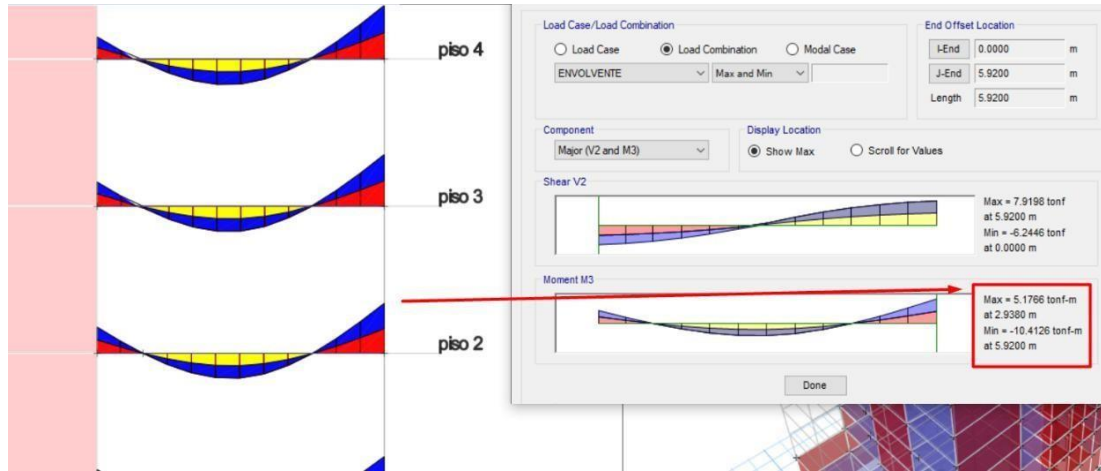 piso 4
piso 3
piso 2
Load Case/Load Combination
Load Case
Load Combination
Modal Case
ENVOLVENTE
Max and Min
End Offset Location
I-End 0.0000 m
J-End 5.9200 m
Length 5.9200 m
Component
Major (V2 and M3)
Display Location
Show Max
Scroll for Values
Shear V2
Max = 7.9198 tonf
at 5.9200 m
Min = -6.2446 tonf
at 0.0000 m
Moment M3
Max = 5.1766 tonf-m
at 2.9380 m
Min = -10.4126 tonf-m
at 5.9200 m
Done